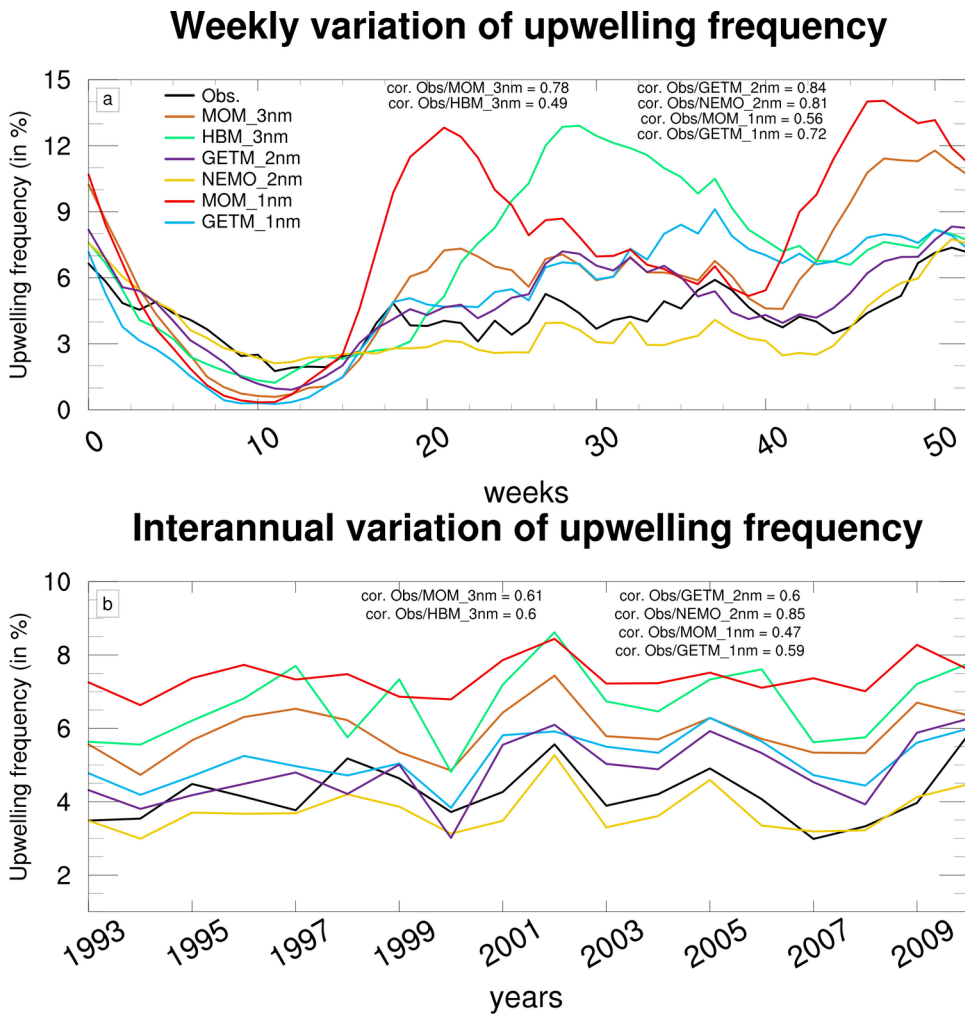 Weekly variation of upwelling frequency
a
Upwelling frequency (in %)
15
12
9
6
3
0
Obs.
MOM_3nm
HBM_3nm
GETM_2nm
NEMO_2nm
MOM_1nm
GETM_1nm
cor. Obs/MOM_3nm = 0.78
cor. Obs/HBM_3nm = 0.49
cor. Obs/GETM_2nm = 0.84
cor. Obs/NEMO_2nm = 0.81
cor. Obs/MOM_1nm = 0.56
cor. Obs/GETM_1nm = 0.72
0 10 20 30 40 50
weeks
Interannual variation of upwelling frequency
b
Upwelling frequency (in %)
10
8
6
4
2
cor. Obs/MOM_3nm = 0.61
cor. Obs/HBM_3nm = 0.6
cor. Obs/GETM_2nm = 0.6
cor. Obs/NEMO_2nm = 0.85
cor. Obs/MOM_1nm = 0.47
cor. Obs/GETM_1nm = 0.59
1993 1995 1997 1999 2001 2003 2005 2007 2009
years